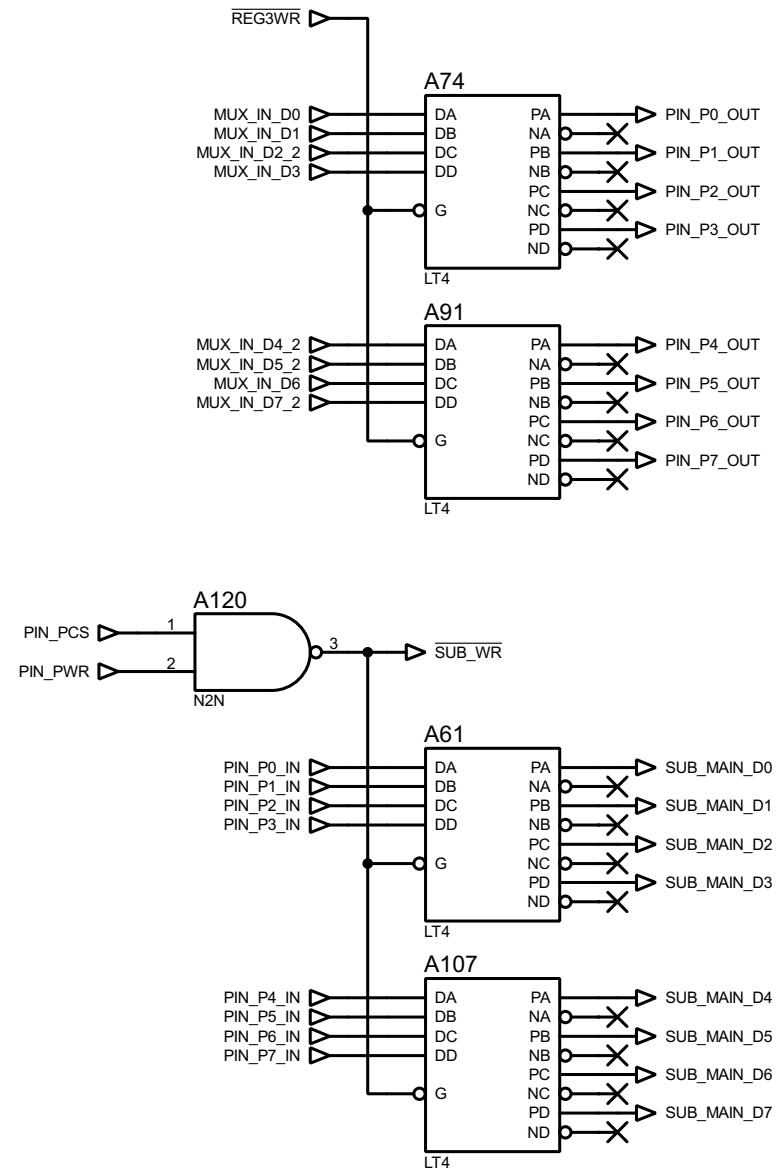 REG3WR
A74
MUX_IN_D0 DA PA PIN_P0_OUT
MUX_IN_D1 DB NA
MUX_IN_D2_2 DC PB PIN_P1_OUT
MUX_IN_D3 DD NB
PC PIN_P2_OUT
G NC
PD PIN_P3_OUT
ND
LT4
A91
MUX_IN_D4_2 DA PA PIN_P4_OUT
MUX_IN_D5_2 DB NA
MUX_IN_D6 DC PB PIN_P5_OUT
MUX_IN_D7_2 DD NB
PC PIN_P6_OUT
G NC
PD PIN_P7_OUT
ND
LT4
A120
PIN_PCS 1
3 SUB_WR
PIN_PWR 2
N2N
A61
PIN_P0_IN DA PA SUB_MAIN_D0
PIN_P1_IN DB NA
PIN_P2_IN DC PB SUB_MAIN_D1
PIN_P3_IN DD NB
PC SUB_MAIN_D2
G NC
PD SUB_MAIN_D3
ND
LT4
A107
PIN_P4_IN DA PA SUB_MAIN_D4
PIN_P5_IN DB NA
PIN_P6_IN DC PB SUB_MAIN_D5
PIN_P7_IN DD NB
PC SUB_MAIN_D6
G NC
PD SUB_MAIN_D7
ND
LT4